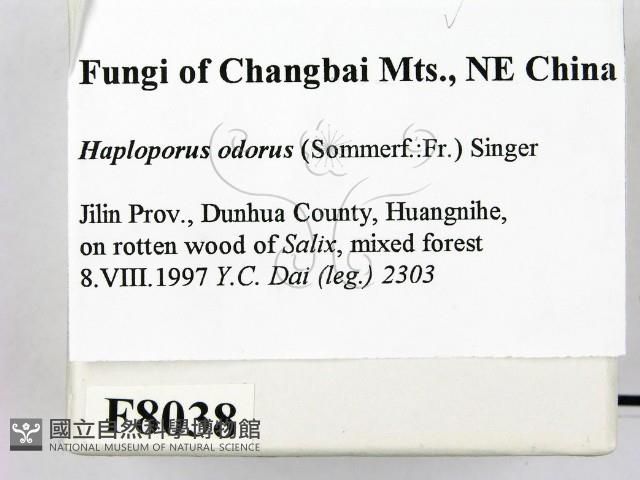 Fungi of Changbai Mts., NE China
Haploporus odorus (Sommerf.:Fr.) Singer
Jilin Prov., Dunhua County, Huangnihe,
on rotten wood of Salix, mixed forest
8.VIII.1997 Y.C. Dai (leg.) 2303
F8038
國立自然科學博物館
NATIONAL MUSEUM OF NATURAL SCIENCE